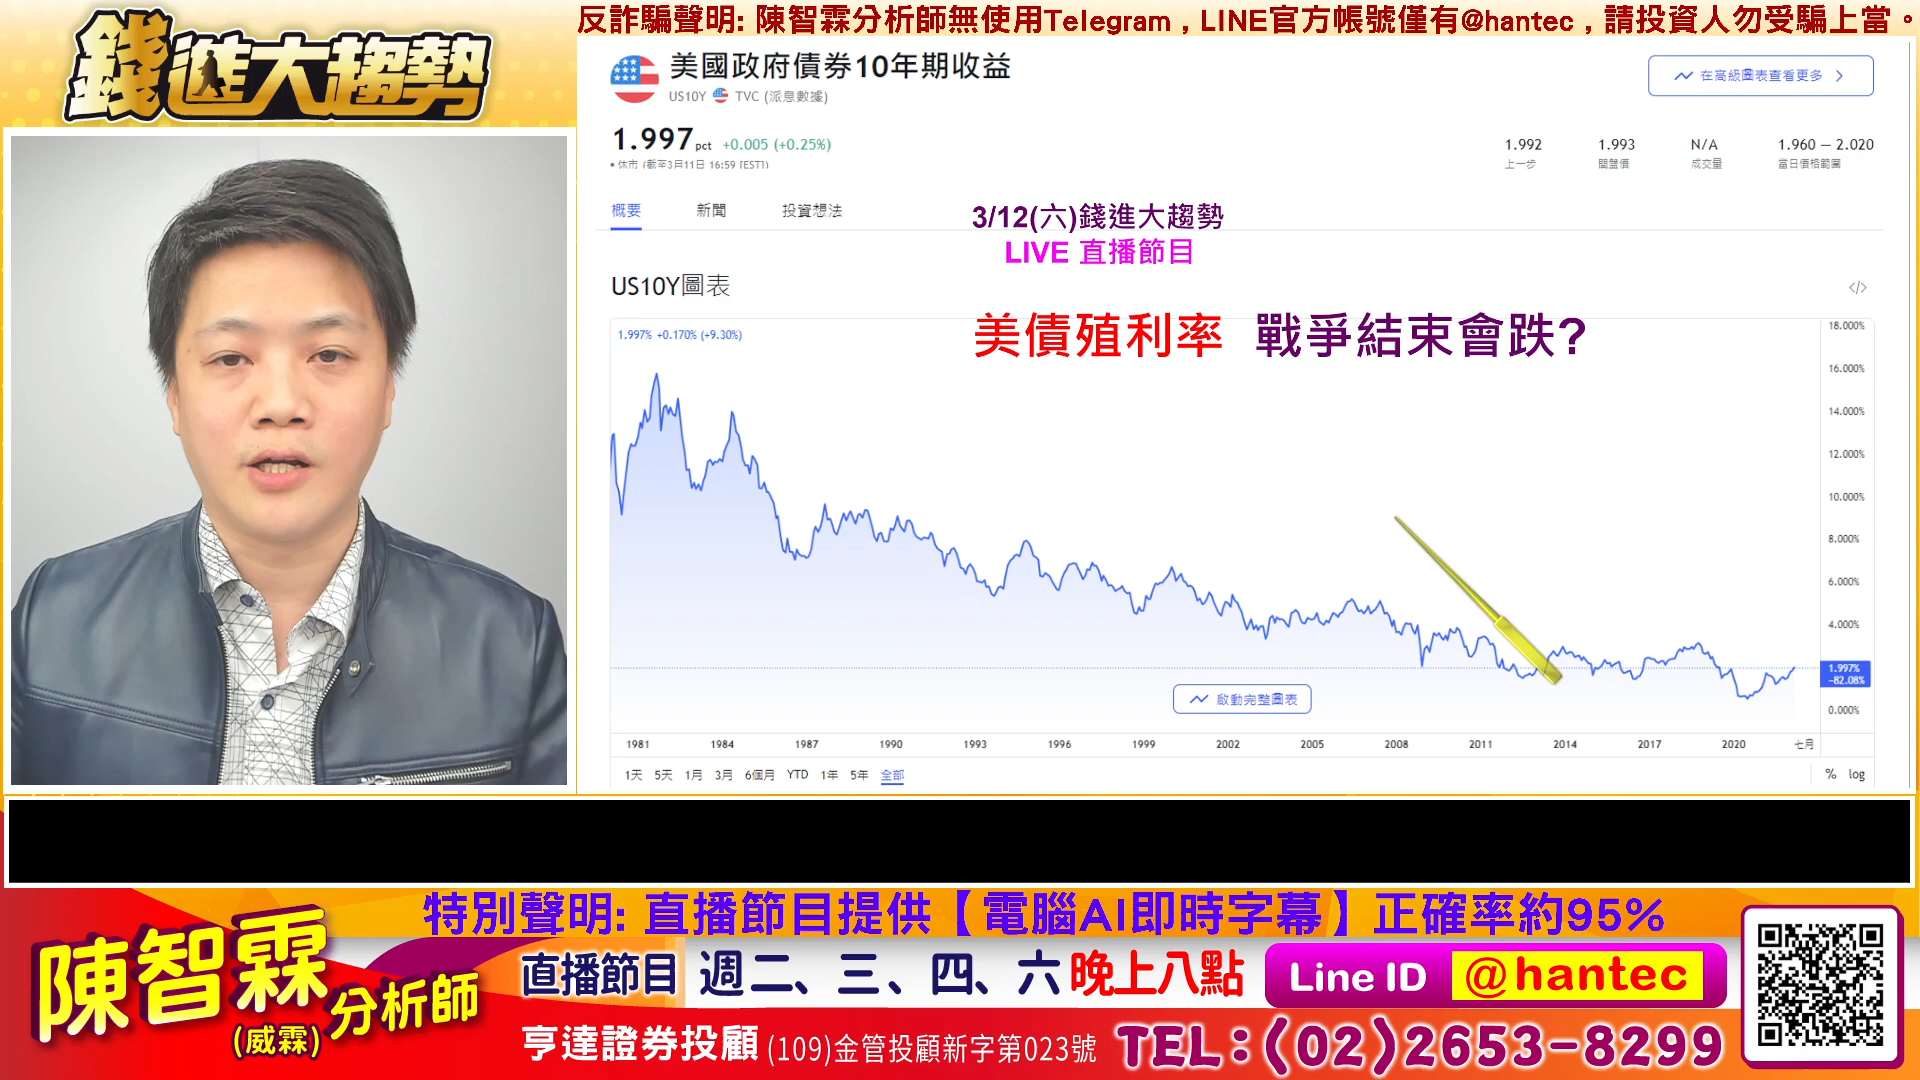 反詐騙聲明: 陳智霖分析師無使用Telegram , LINE官方帳號僅有@hantec , 請投資人勿受騙上當。
錢進大趨勢
美國政府債券10年期收益
US10Y TVC (派息數據)
在高級圖表查看更多
1.997 pct +0.005 (+0.25%)
休市 (截至3月11日 16:59 [EST])
1.992
上一步
1.993
開盤價
N/A
成交量
1.960 — 2.020
當日價格範圍
概要 新聞 投資想法
3/12(六)錢進大趨勢
LIVE 直播節目
US10Y圖表
</>
1.997% +0.170% (+9.30%)
美債殖利率 戰爭結束會跌?
18.000%
16.000%
14.000%
12.000%
10.000%
8.000%
6.000%
4.000%
1.997%
-82.08%
0.000%
啟動完整圖表
1981 1984 1987 1990 1993 1996 1999 2002 2005 2008 2011 2014 2017 2020 七月
1天 5天 1月 3月 6個月 YTD 1年 5年 全部
% log
特別聲明: 直播節目提供【電腦AI即時字幕】正確率約95%
陳智霖分析師
(威霖)
直播節目 週二、三、四、六 晚上八點
Line ID @hantec
亨達證券投顧 (109)金管投顧新字第023號 TEL:(02)2653-8299